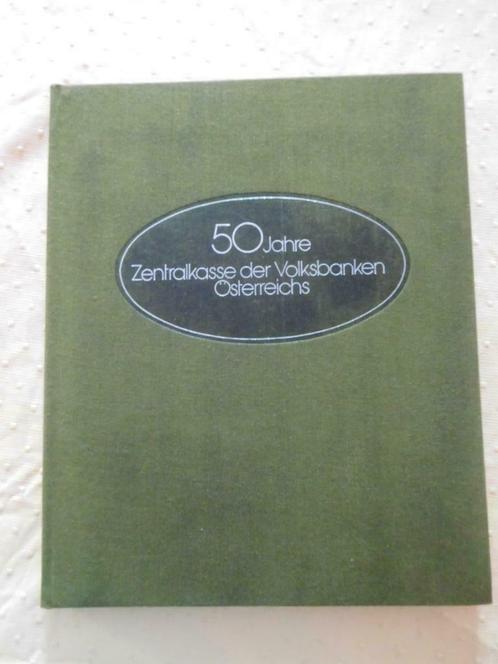 50 Jahre
Zentralkasse der Volksbanken
Österreichs